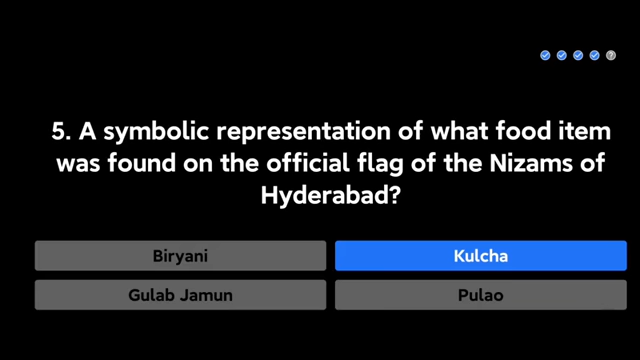 5. A symbolic representation of what food item
was found on the official flag of the Nizams of
Hyderabad?
Biryani
Kulcha
Gulab Jamun
Pulao